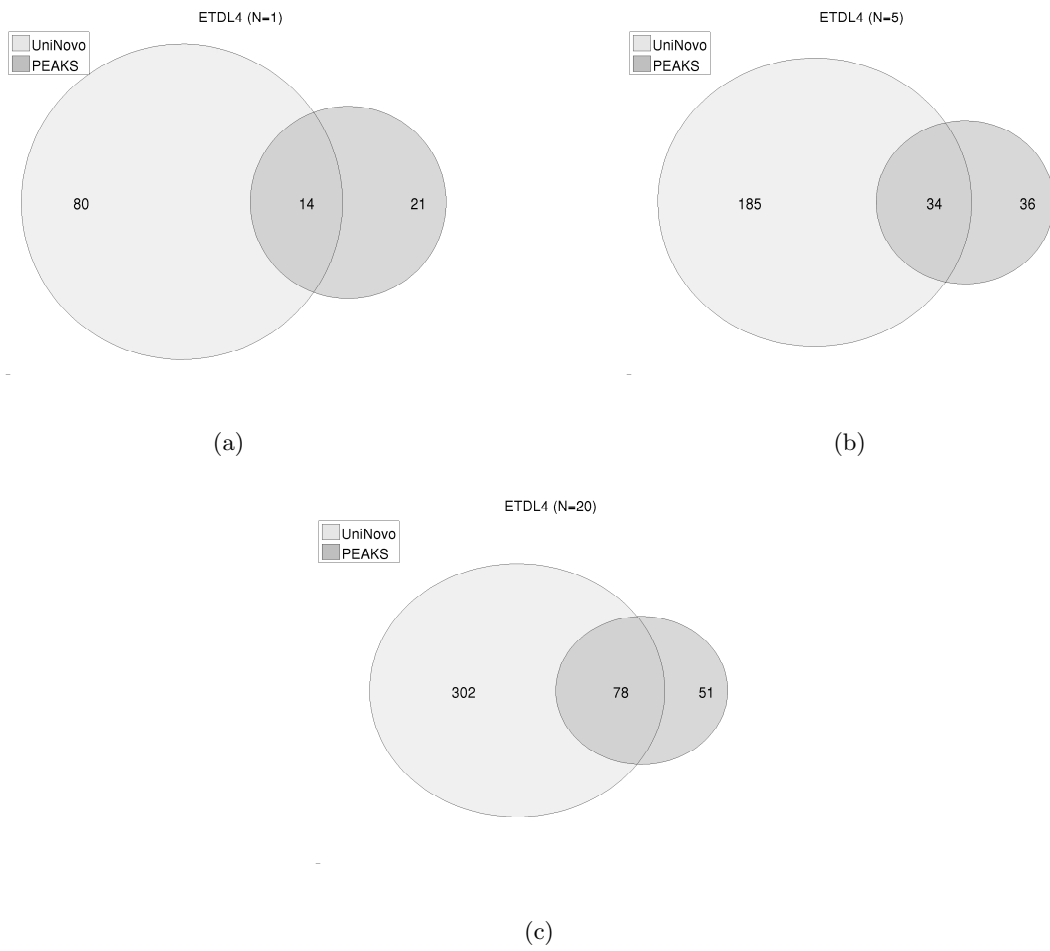 ETDL4 (N=1)
UniNovo
PEAKS
80
14
21
(a)
ETDL4 (N=5)
UniNovo
PEAKS
185
34
36
(b)
ETDL4 (N=20)
UniNovo
PEAKS
302
78
51
(c)